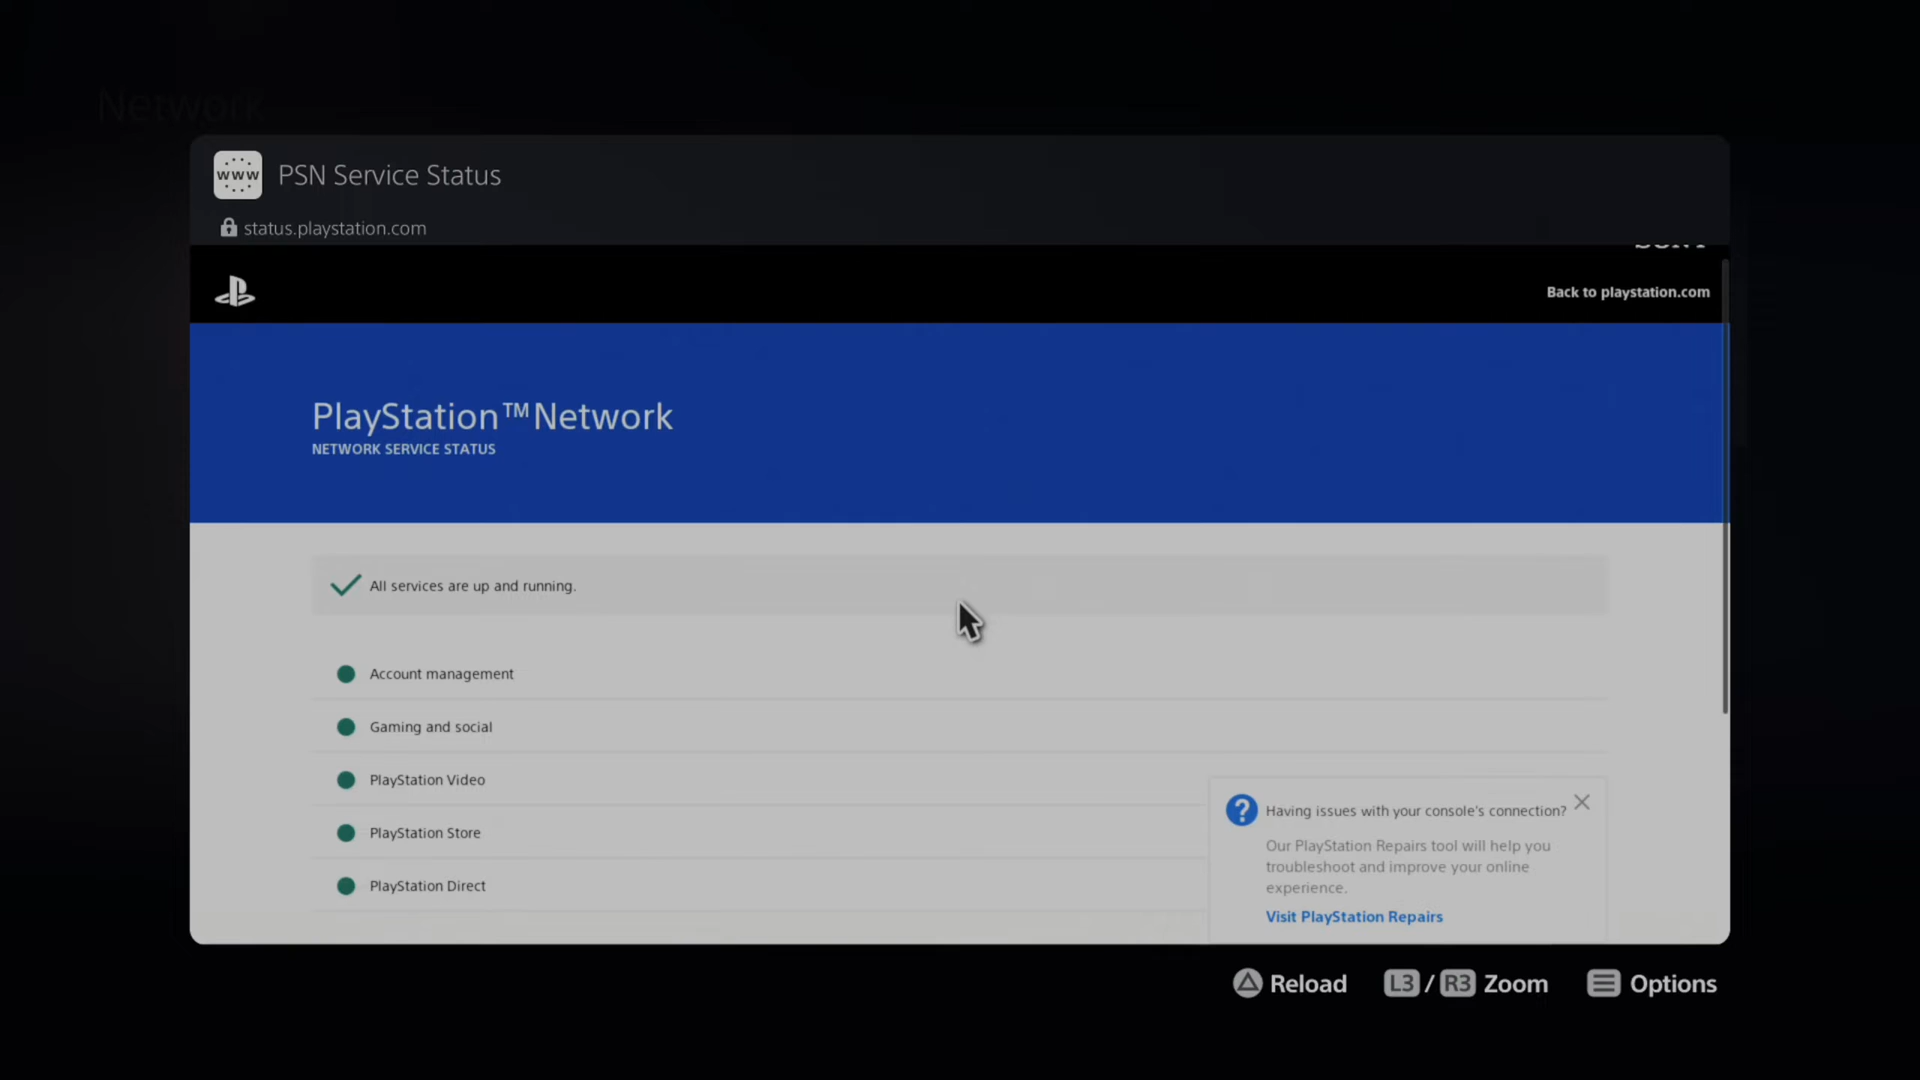 Network
www
PSN Service Status
status.playstation.com
SONY
Back to playstation.com
PlayStation™Network
NETWORK SERVICE STATUS
All services are up and running.
Account management
Gaming and social
PlayStation Video
PlayStation Store
PlayStation Direct
? Having issues with your console's connection?
Our PlayStation Repairs tool will help you
troubleshoot and improve your online
experience.
Visit PlayStation Repairs
Reload L3 / R3 Zoom Options